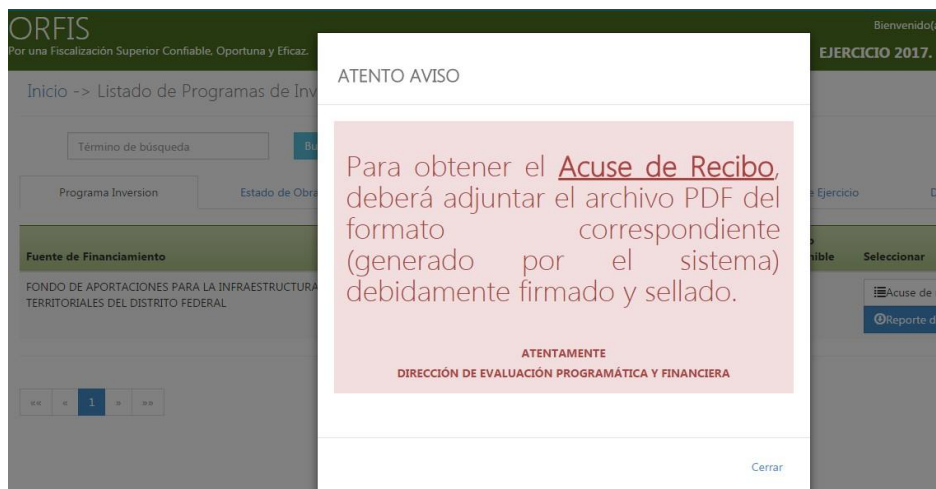 ORFIS
Por una Fiscalización Superior Confiable, Oportuna y Eficaz.
Bienvenido(
EJERCICIO 2017.
Inicio -> Listado de Programas de Inv
Término de búsqueda
Bu
Programa Inversion
Estado de Obra
e Ejercicio
D
Fuente de Financiamiento
nible
Seleccionar
FONDO DE APORTACIONES PARA LA INFRAESTRUCTURA
TERRITORIALES DEL DISTRITO FEDERAL
Acuse de
Reporte d
«« « 1 » »»
ATENTO AVISO
Para obtener el Acuse de Recibo,
deberá adjuntar el archivo PDF del
formato correspondiente
(generado por el sistema)
debidamente firmado y sellado.
ATENTAMENTE
DIRECCIÓN DE EVALUACIÓN PROGRAMÁTICA Y FINANCIERA
Cerrar